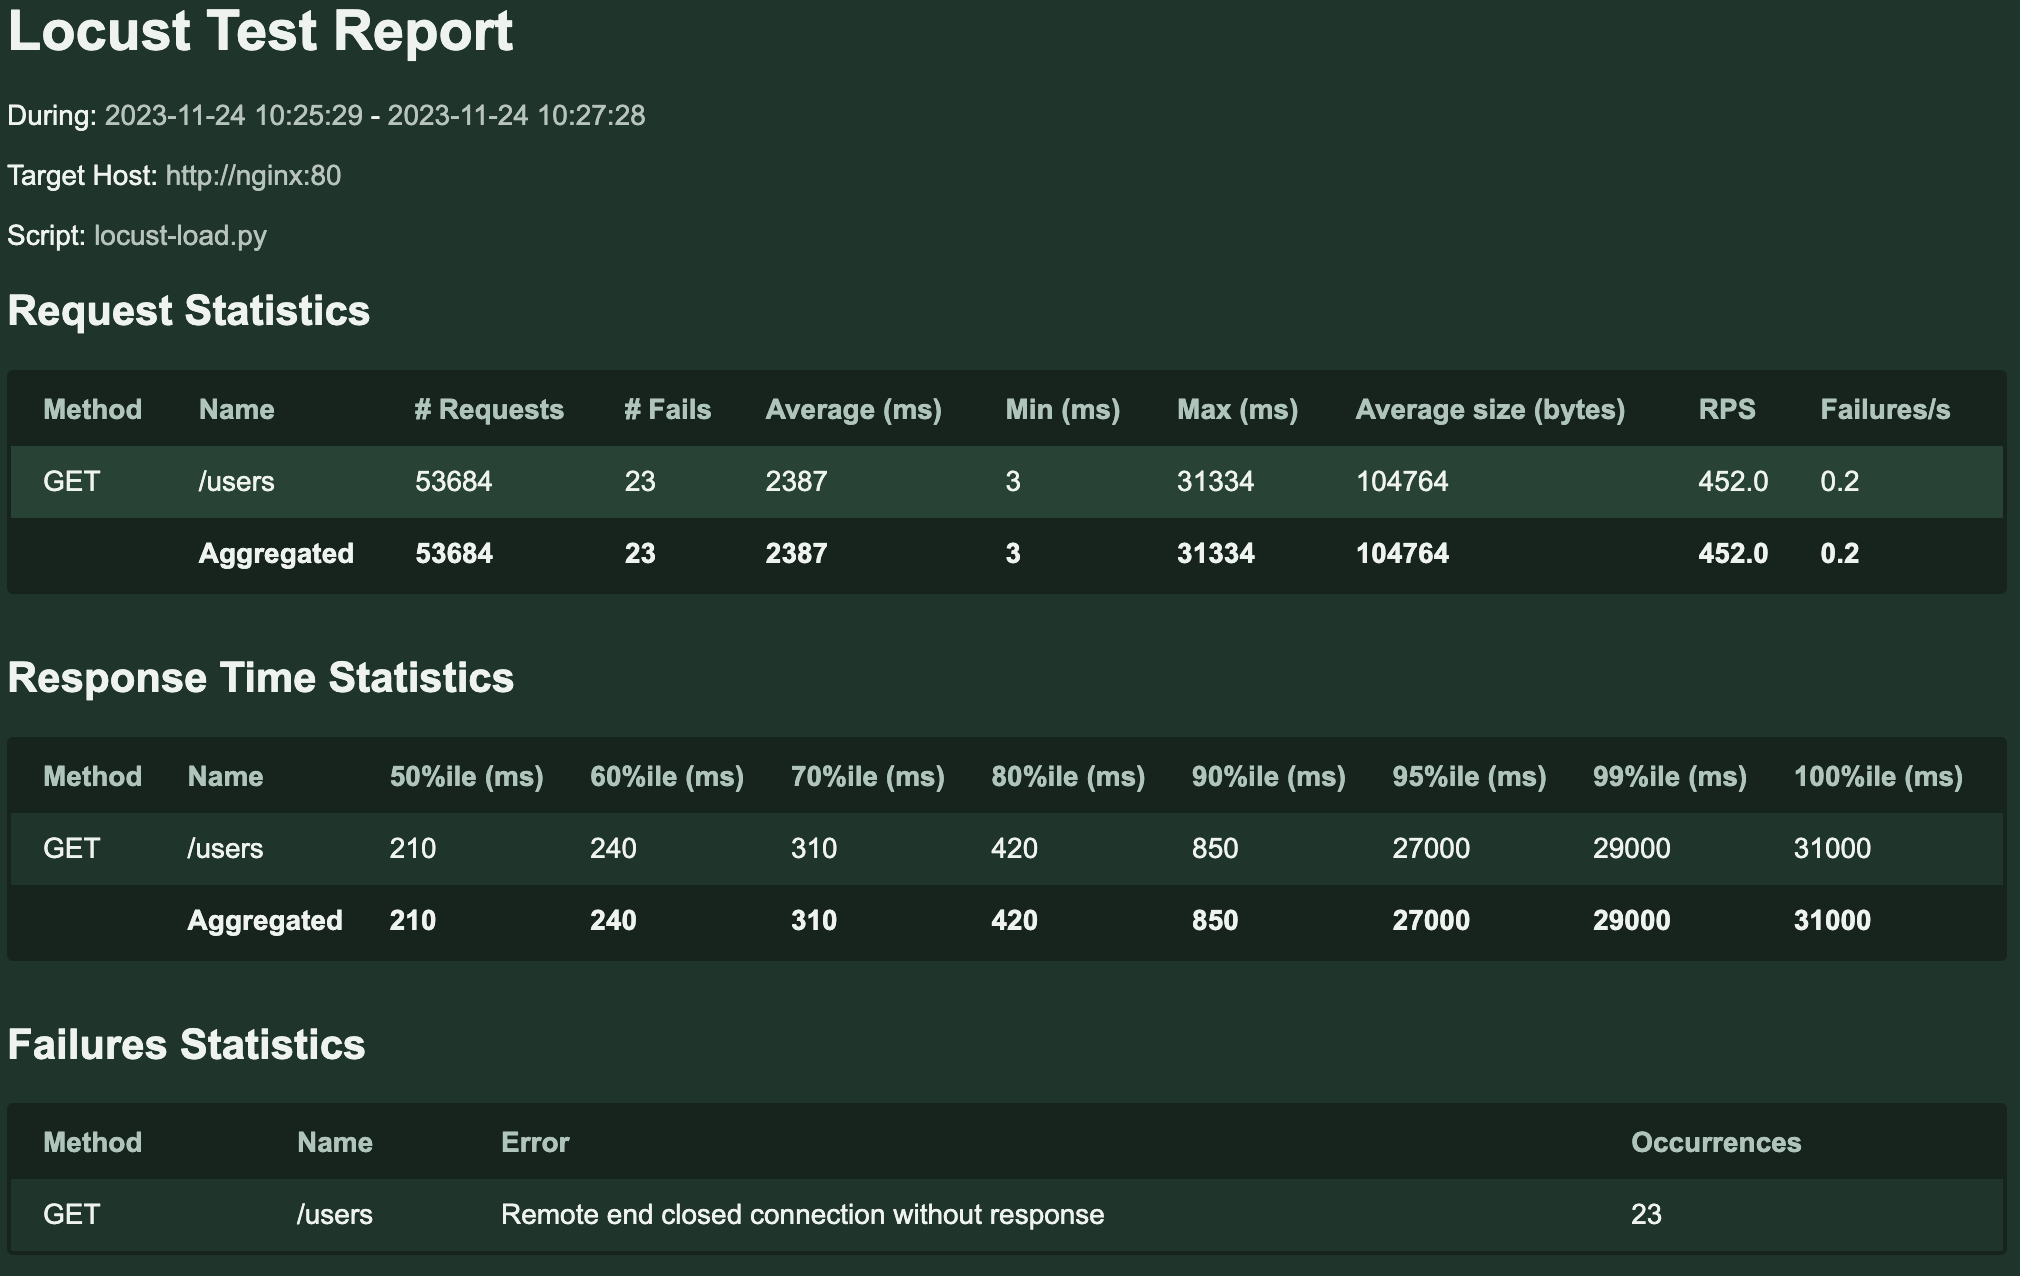 Locust Test Report
During: 2023-11-24 10:25:29 - 2023-11-24 10:27:28
Target Host: http://nginx:80
Script: locust-load.py
Request Statistics
Method Name # Requests # Fails Average (ms) Min (ms) Max (ms) Average size (bytes) RPS Failures/s
GET /users 53684 23 2387 3 31334 104764 452.0 0.2
Aggregated 53684 23 2387 3 31334 104764 452.0 0.2
Response Time Statistics
Method Name 50%ile (ms) 60%ile (ms) 70%ile (ms) 80%ile (ms) 90%ile (ms) 95%ile (ms) 99%ile (ms) 100%ile (ms)
GET /users 210 240 310 420 850 27000 29000 31000
Aggregated 210 240 310 420 850 27000 29000 31000
Failures Statistics
Method Name Error Occurrences
GET /users Remote end closed connection without response 23